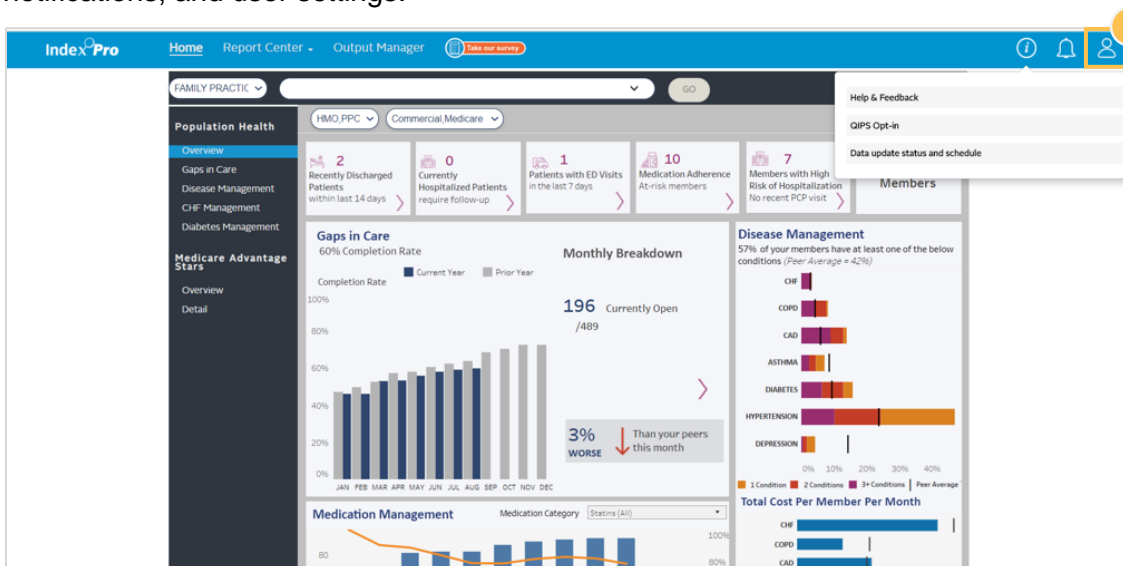 notifications, and user settings.
IndexPro
Home Report Center Output Manager Take our survey
FAMILY PRACTIC
GO
Help & Feedback
QIPS Opt-in
Data update status and schedule
Population Health
Overview
Gaps in Care
Disease Management
CHF Management
Diabetes Management
Medicare Advantage
Stars
Overview
Detail
HMO,PPC Commercial,Medicare
2
Recently Discharged
Patients
within last 14 days
0
Currently
Hospitalized Patients
require follow-up
1
Patients with ED Visits
in the last 7 days
10
Medication Adherence
At-risk members
7
Members with High
Risk of Hospitalization
No recent PCP visit
Members
Gaps in Care
60% Completion Rate
Current Year Prior Year
Completion Rate
100%
80%
60%
40%
20%
0%
JAN FEB MAR APR MAY JUN JUL AUG SEP OCT NOV DEC
Monthly Breakdown
196 Currently Open
/489
3%
WORSE
Than your peers
this month
Disease Management
57% of your members have at least one of the below
conditions (Peer Average = 42%)
CHF
COPD
CAD
ASTHMA
DIABETES
HYPERTENSION
DEPRESSION
0% 10% 20% 30% 40%
1 Condition 2 Conditions 3+ Conditions Peer Average
Medication Management
Medication Category Statins (All)
100%
80
80%
Total Cost Per Member Per Month
CHF
COPD
CAD